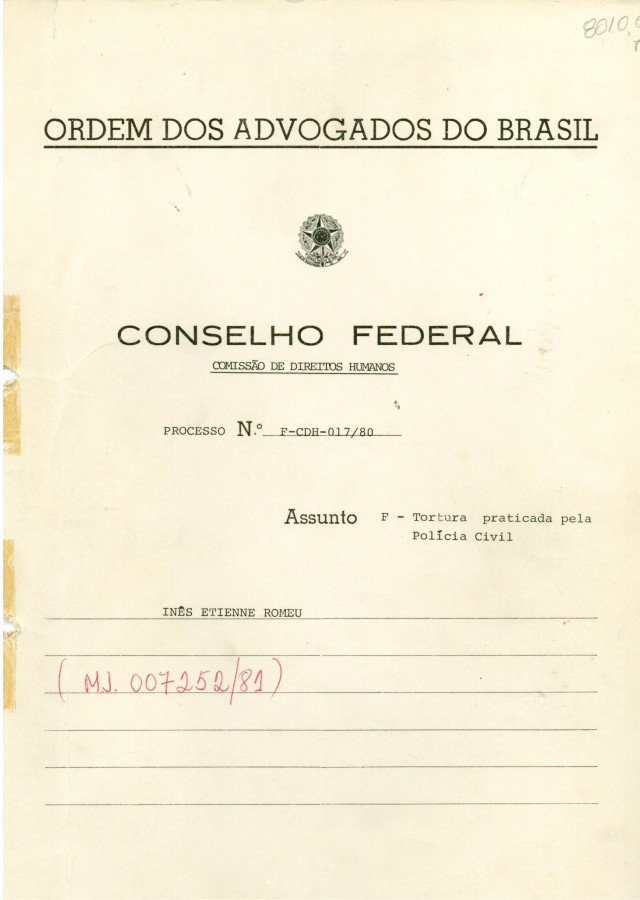 8010.
ORDEM DOS ADVOGADOS DO BRASIL
CONSELHO FEDERAL
COMISSÃO DE DIREITOS HUMANOS
PROCESSO N.º F-CDH-017/80
Assunto F - Tortura praticada pela
Polícia Civil
INÊS ETIENNE ROMEU
( MJ. 007252/81 )